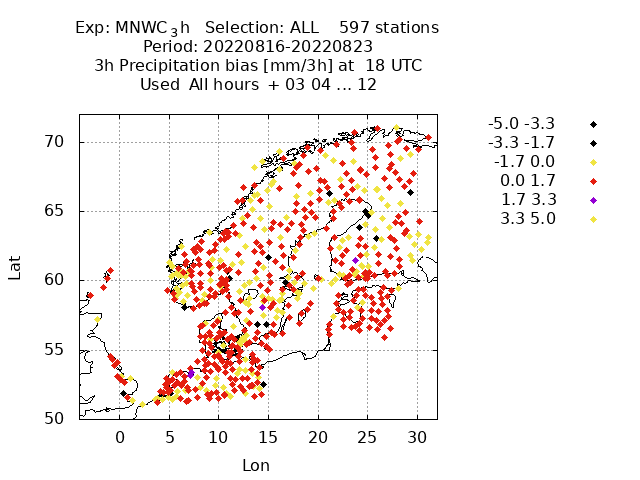 Exp: MNWC_3h Selection: ALL 597 stations
Period: 20220816-20220823
3h Precipitation bias [mm/3h] at 18 UTC
Used All hours + 03 04 ... 12
-5.0 -3.3
-3.3 -1.7
-1.7 0.0
0.0 1.7
1.7 3.3
3.3 5.0
70
65
60
55
50
Lat
0 5 10 15 20 25 30
Lon